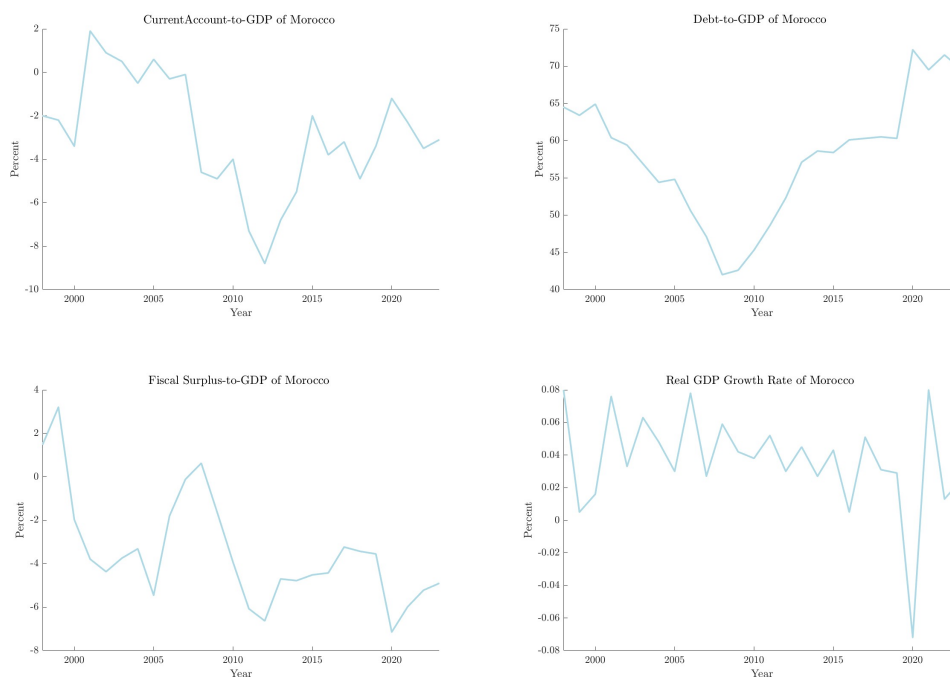 CurrentAccount-to-GDP of Morocco
2
0
-2
-4
-6
-8
-10
Percent
2000 2005 2010 2015 2020
Year
Debt-to-GDP of Morocco
75
70
65
60
55
50
45
40
Percent
2000 2005 2010 2015 2020
Year
Fiscal Surplus-to-GDP of Morocco
4
2
0
-2
-4
-6
-8
Percent
2000 2005 2010 2015 2020
Year
Real GDP Growth Rate of Morocco
0.08
0.06
0.04
0.02
0
-0.02
-0.04
-0.06
-0.08
Percent
2000 2005 2010 2015 2020
Year